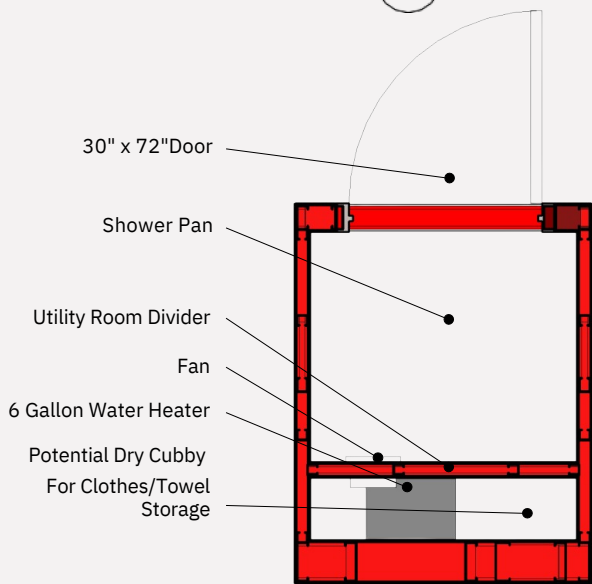 30" x 72"Door
Shower Pan
Utility Room Divider
Fan
6 Gallon Water Heater
Potential Dry Cubby
For Clothes/Towel
Storage